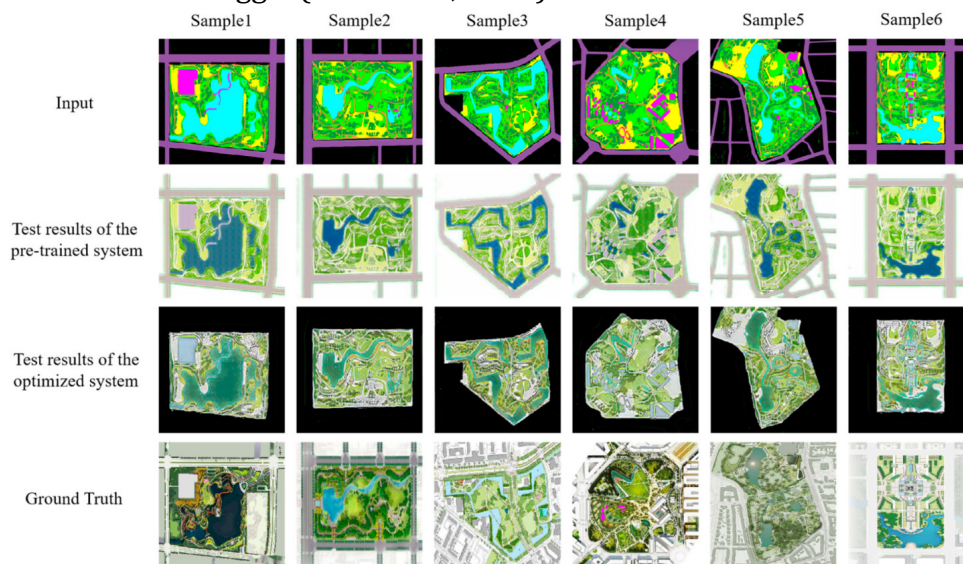 Sample1 Sample2 Sample3 Sample4 Sample5 Sample6
Input
Test results of the
pre-trained system
Test results of the
optimized system
Ground Truth